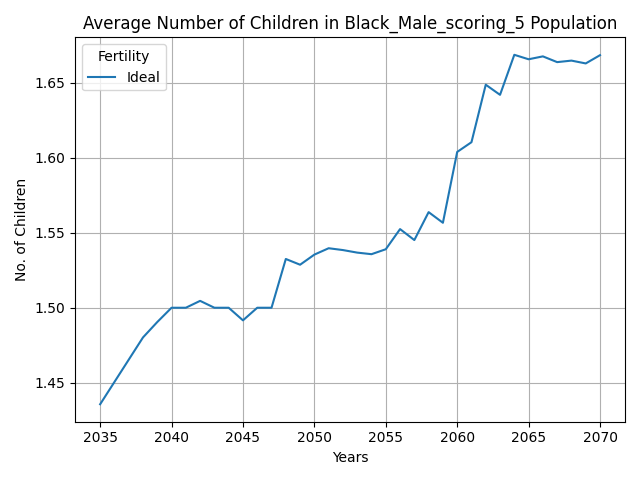 Average Number of Children in Black_Male_scoring_5 Population
Fertility
Ideal
No. of Children
1.65
1.60
1.55
1.50
1.45
2035 2040 2045 2050 2055 2060 2065 2070
Years